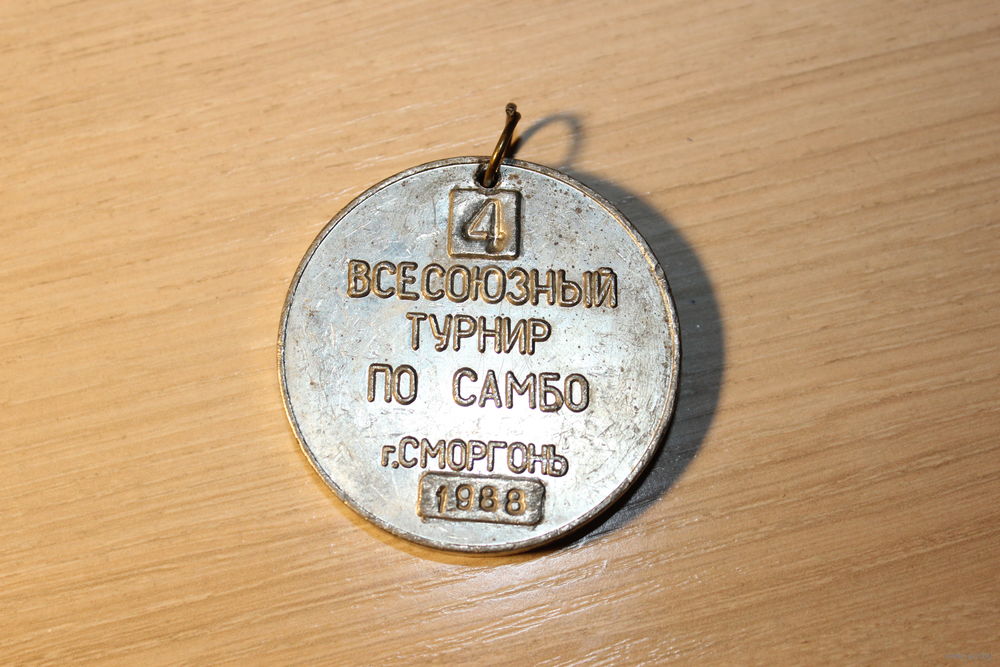 4
ВСЕСОЮЗНЫЙ
ТУРНИР
ПО САМБО
г.СМОРГОНЬ
1988